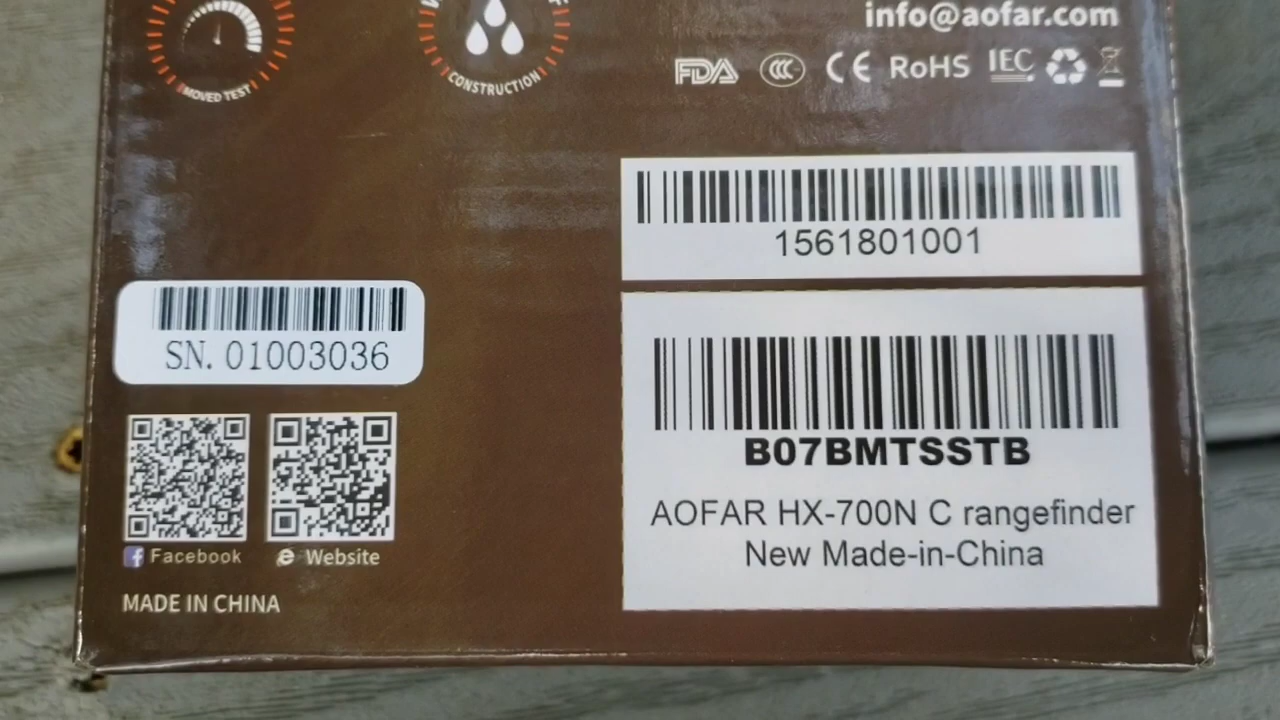 info@aofar.com
MOVED TEST
CONSTRUCTION
FDA CCC CE RoHS IEC
1561801001
SN. 01003036
B07BMTSSTB
AOFAR HX-700N C rangefinder
New Made-in-China
Facebook
Website
MADE IN CHINA